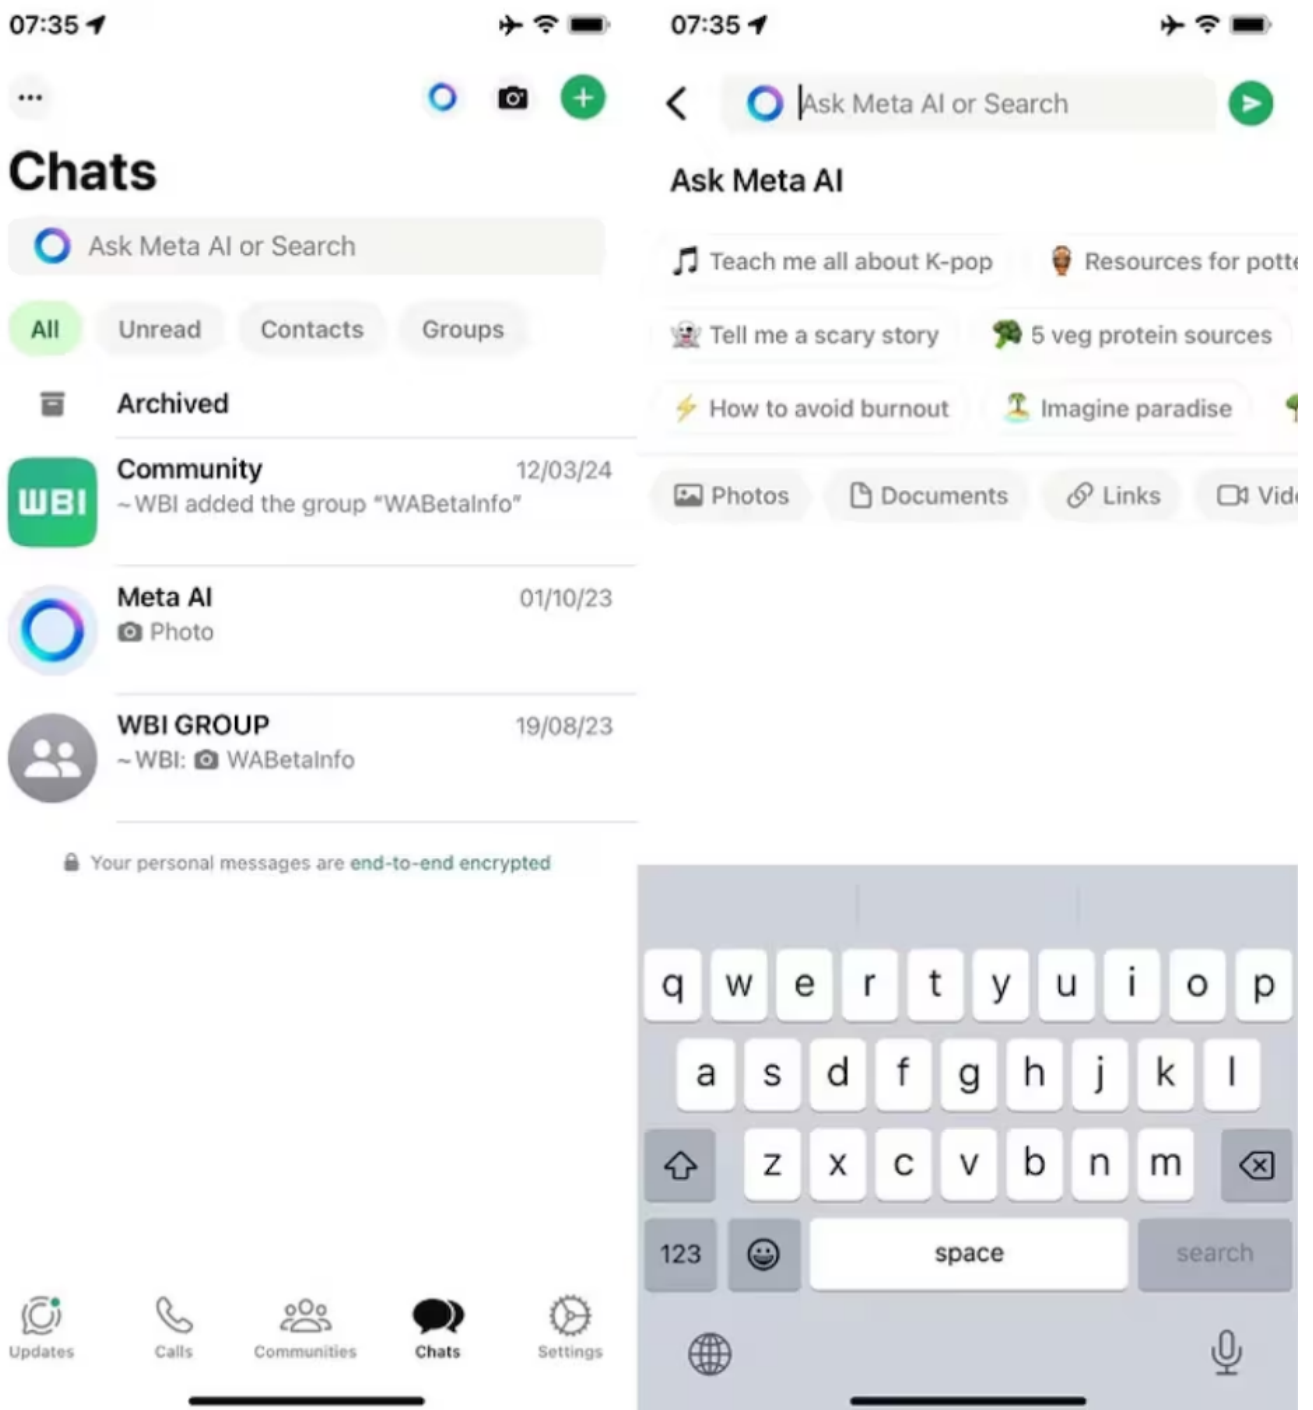 07:35
Chats
Ask Meta AI or Search
All Unread Contacts Groups
Archived
WBI
Community 12/03/24
~WBI added the group “WABetaInfo”
Meta AI 01/10/23
Photo
WBI GROUP 19/08/23
~WBI: WABetaInfo
Your personal messages are end-to-end encrypted
Updates Calls Communities Chats Settings
07:35
Ask Meta AI or Search
Ask Meta AI
Teach me all about K-pop Resources for potte
Tell me a scary story 5 veg protein sources
How to avoid burnout Imagine paradise
Photos Documents Links Vide
q w e r t y u i o p
a s d f g h j k l
z x c v b n m
123 space search